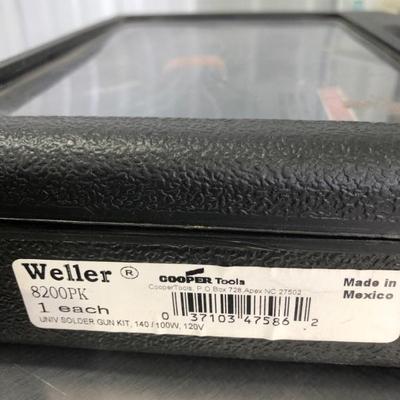 Weller ®
COOPER Tools
Made in
Mexico
8200PK
CooperTools, P.O.Box 728,Apex NC 27502
1 each
0 37103 47586 2
UNIV SOLDER GUN KIT, 140 / 100W, 120V